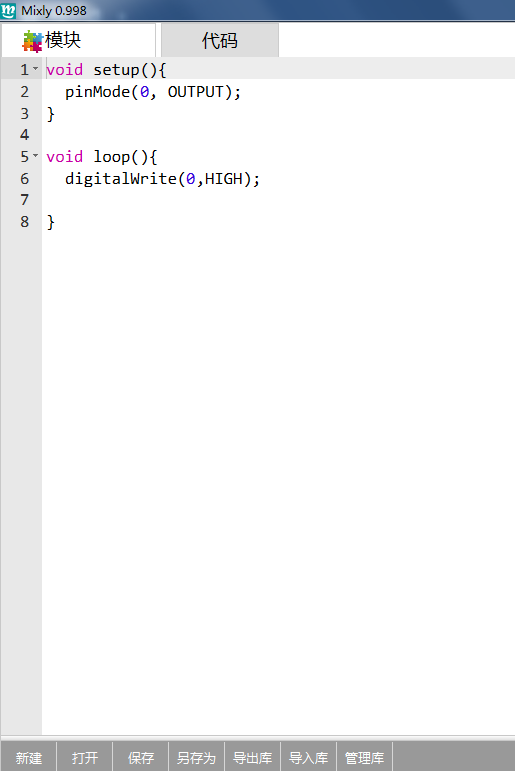 Mixly 0.998
模块 代码
1 void setup(){
2   pinMode(0, OUTPUT);
3 }
4
5 void loop(){
6   digitalWrite(0,HIGH);
7
8 }
新建 打开 保存 另存为 导出库 导入库 管理库